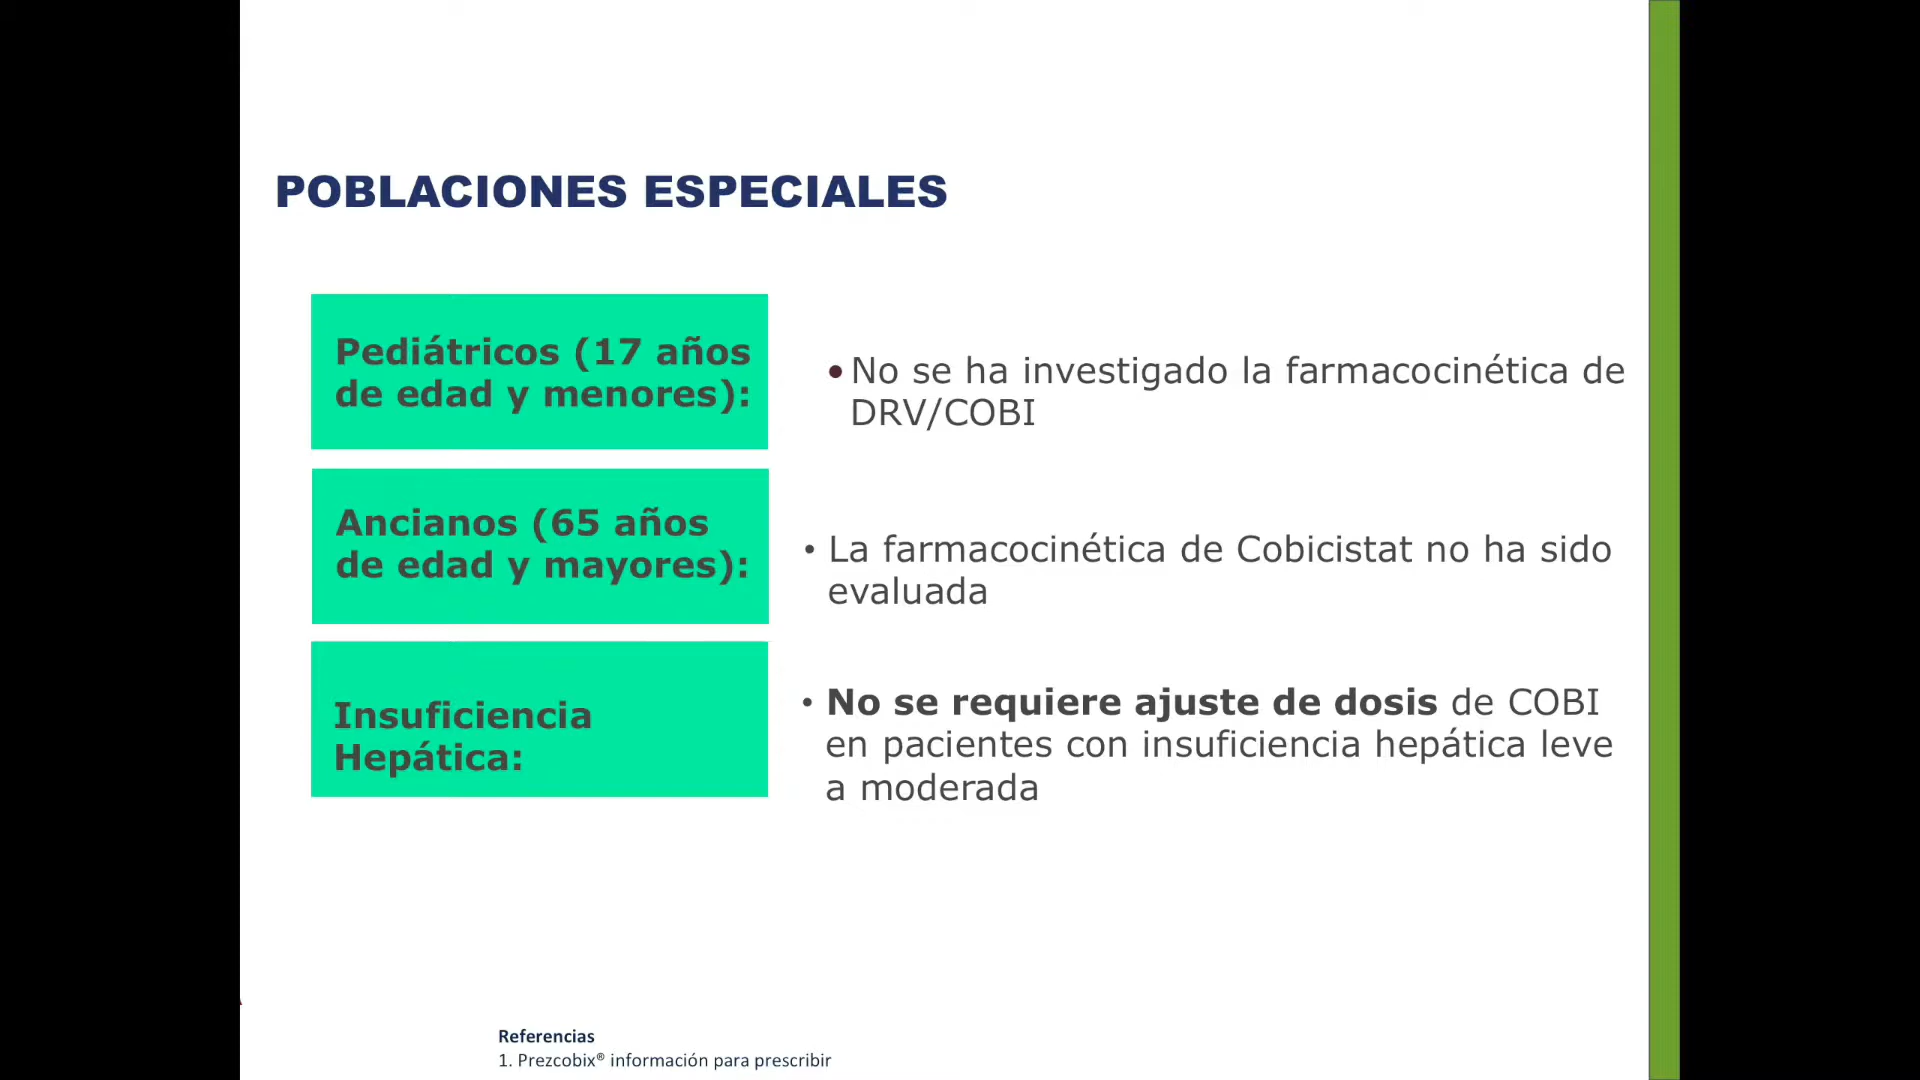 POBLACIONES ESPECIALES
Pediátricos (17 años
de edad y menores):
•No se ha investigado la farmacocinética de
DRV/COBI
Ancianos (65 años
de edad y mayores):
• La farmacocinética de Cobicistat no ha sido
evaluada
Insuficiencia
Hepática:
• No se requiere ajuste de dosis de COBI
en pacientes con insuficiencia hepática leve
a moderada
Referencias
1. Prezcobix® información para prescribir